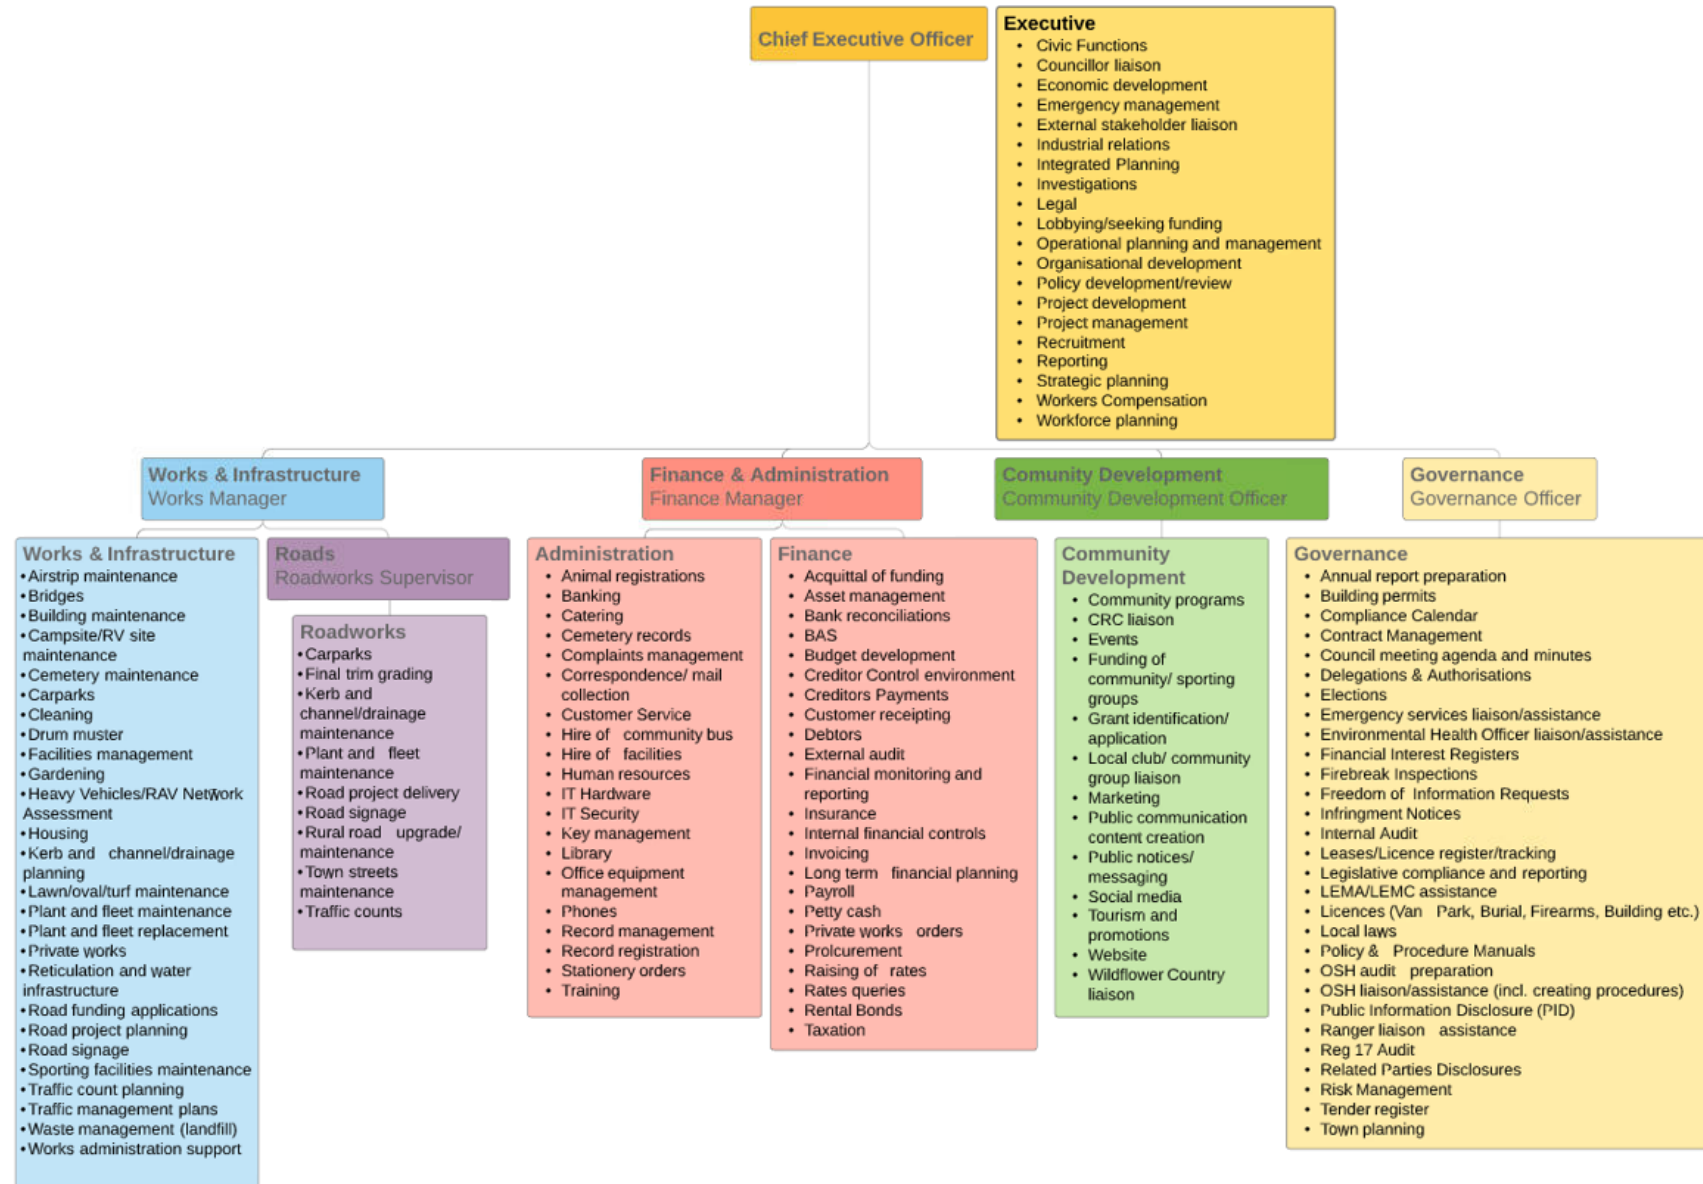 Chief Executive Officer
Executive
• Civic Functions
• Councillor liaison
• Economic development
• Emergency management
• External stakeholder liaison
• Industrial relations
• Integrated Planning
• Investigations
• Legal
• Lobbying/seeking funding
• Operational planning and management
• Organisational development
• Policy development/review
• Project development
• Project management
• Recruitment
• Reporting
• Strategic planning
• Workers Compensation
• Workforce planning
Works & Infrastructure
Works Manager
Finance & Administration
Finance Manager
Comunity Development
Community Development Officer
Governance
Governance Officer
Works & Infrastructure
•Airstrip maintenance
•Bridges
•Building maintenance
•Campsite/RV site
maintenance
•Cemetery maintenance
•Carparks
•Cleaning
•Drum muster
•Facilities management
•Gardening
•Heavy Vehicles/RAV Network
Assessment
•Housing
•Kerb and channel/drainage
planning
•Lawn/oval/turf maintenance
•Plant and fleet maintenance
•Plant and fleet replacement
•Private works
•Reticulation and water
infrastructure
•Road funding applications
•Road project planning
•Road signage
•Sporting facilities maintenance
•Traffic count planning
•Traffic management plans
•Waste management (landfill)
•Works administration support
Roads
Roadworks Supervisor
Roadworks
•Carparks
•Final trim grading
•Kerb and
channel/drainage
maintenance
•Plant and fleet
maintenance
•Road project delivery
•Road signage
•Rural road upgrade/
maintenance
•Town streets
maintenance
•Traffic counts
Administration
• Animal registrations
• Banking
• Catering
• Cemetery records
• Complaints management
• Correspondence/ mail
collection
• Customer Service
• Hire of community bus
• Hire of facilities
• Human resources
• IT Hardware
• IT Security
• Key management
• Library
• Office equipment
management
• Phones
• Record management
• Record registration
• Stationery orders
• Training
Finance
• Acquittal of funding
• Asset management
• Bank reconciliations
• BAS
• Budget development
• Creditor Control environment
• Creditors Payments
• Customer receipting
• Debtors
• External audit
• Financial monitoring and
reporting
• Insurance
• Internal financial controls
• Invoicing
• Long term financial planning
• Payroll
• Petty cash
• Private works orders
• Prolcurement
• Raising of rates
• Rates queries
• Rental Bonds
• Taxation
Community
Development
• Community programs
• CRC liaison
• Events
• Funding of
community/ sporting
groups
• Grant identification/
application
• Local club/ community
group liaison
• Marketing
• Public communication
content creation
• Public notices/
messaging
• Social media
• Tourism and
promotions
• Website
• Wildflower Country
liaison
Governance
• Annual report preparation
• Building permits
• Compliance Calendar
• Contract Management
• Council meeting agenda and minutes
• Delegations & Authorisations
• Elections
• Emergency services liaison/assistance
• Environmental Health Officer liaison/assistance
• Financial Interest Registers
• Firebreak Inspections
• Freedom of Information Requests
• Infringment Notices
• Internal Audit
• Leases/Licence register/tracking
• Legislative compliance and reporting
• LEMA/LEMC assistance
• Licences (Van Park, Burial, Firearms, Building etc.)
• Local laws
• Policy & Procedure Manuals
• OSH audit preparation
• OSH liaison/assistance (incl. creating procedures)
• Public Information Disclosure (PID)
• Ranger liaison assistance
• Reg 17 Audit
• Related Parties Disclosures
• Risk Management
• Tender register
• Town planning